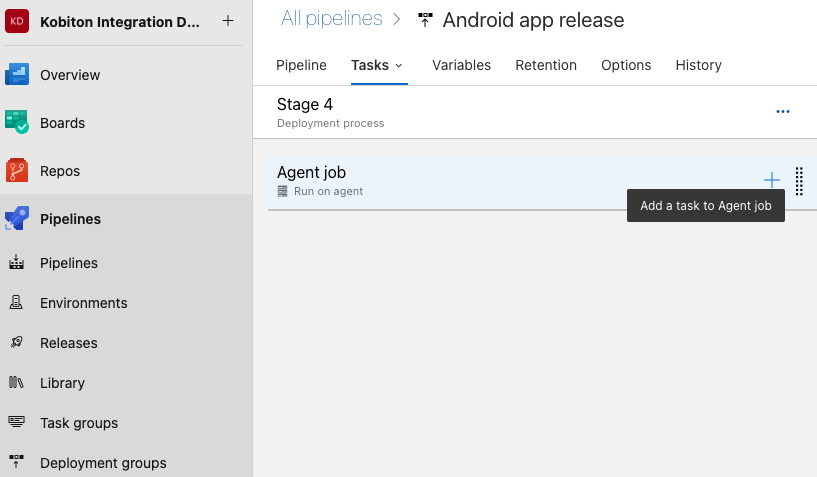 KD
Kobiton Integration D...
+
Overview
Boards
Repos
Pipelines
Pipelines
Environments
Releases
Library
Task groups
Deployment groups
All pipelines > Android app release
Pipeline Tasks Variables Retention Options History
Stage 4
...
Deployment process
Agent job
Run on agent
Add a task to Agent job